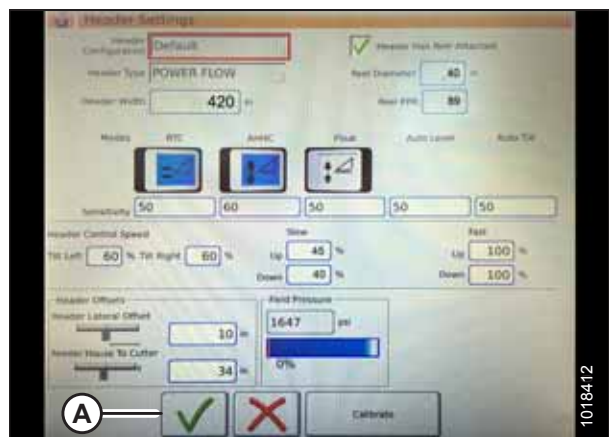 Header Settings
Header Configuration Default
Header Has Reel Attached
Header Type POWER FLOW
Reel Diameter 40 in
Header Width 420 in
Reel PPR 89
Modes RTC AHHC Float Auto Level Auto Tilt
Sensitivity 50 60 50 50 50
Header Control Speed
Slow
Fast
Tilt Left 60 % Tilt Right 60 %
Up 45 %
Up 100 %
Down 40 %
Down 100 %
Header Offsets
Field Pressure
Header Lateral Offset
10 in
1647 psi
Feeder House To Cutter
34 in
0%
A
Calibrate
1018412